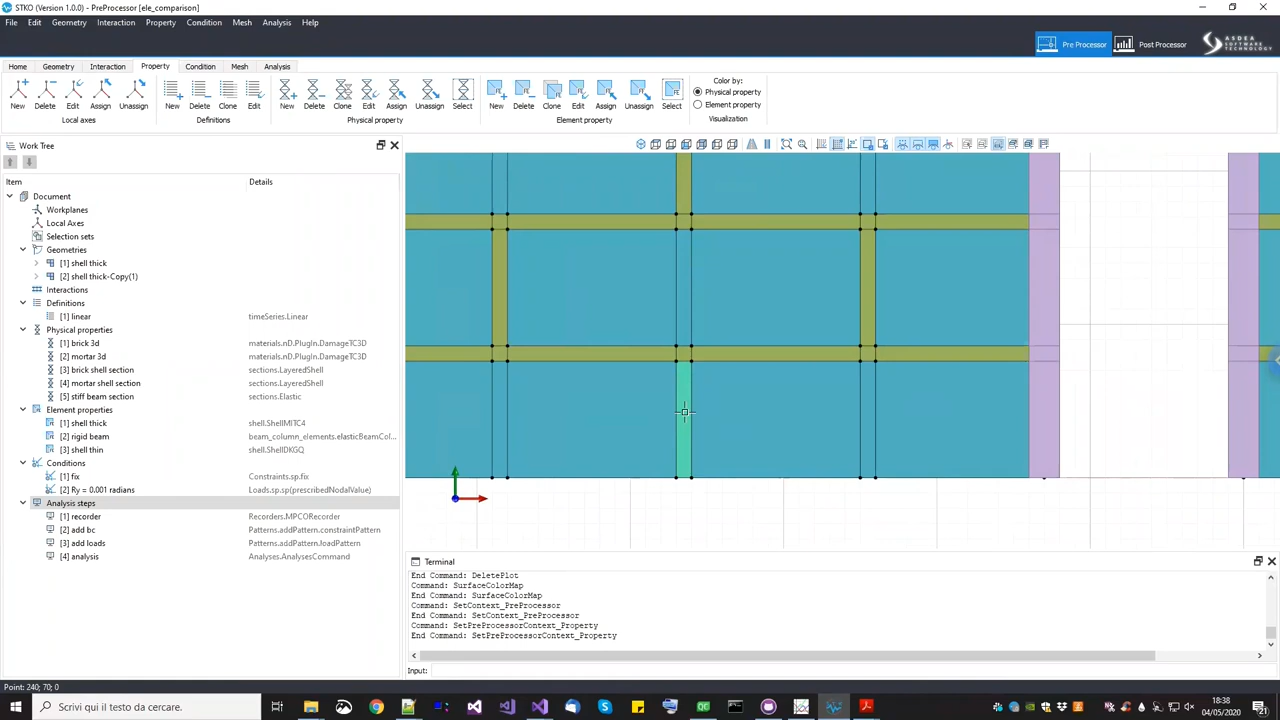 STKO (Version 1.0.0) - PreProcessor [ele_comparison]
File Edit Geometry Interaction Property Condition Mesh Analysis Help
Pre Processor Post Processor ASDEA SOFTWARE TECHNOLOGY
Home Geometry Interaction Property Condition Mesh Analysis
New Delete Edit Assign Unassign New Delete Clone Edit New Delete Clone Edit Assign Unassign Select New Delete Clone Edit Assign Unassign Select
Color by:
Physical property
Element property
Local axes Definitions Physical property Element property Visualization
Work Tree
Item Details
Document
Workplanes
Local Axes
Selection sets
Geometries
[1] shell thick
[2] shell thick-Copy(1)
Interactions
Definitions
[1] linear timeSeries.Linear
Physical properties
[1] brick 3d materials.nD.PlugIn.DamageTC3D
[2] mortar 3d materials.nD.PlugIn.DamageTC3D
[3] brick shell section sections.LayeredShell
[4] mortar shell section sections.LayeredShell
[5] stiff beam section sections.Elastic
Element properties
[1] shell thick shell.ShellMITC4
[2] rigid beam beam_column_elements.elasticBeamCol...
[3] shell thin shell.ShellDKGQ
Conditions
[1] fix Constraints.sp.fix
[2] Ry = 0.001 radians Loads.sp.sp(prescribedNodalValue)
Analysis steps
[1] recorder Recorders.MPCORecorder
[2] add bc Patterns.addPattern.constraintPattern
[3] add loads Patterns.addPattern.loadPattern
[4] analysis Analyses.AnalysesCommand
Terminal
End Command: DeletePlot
Command: SurfaceColorMap
End Command: SurfaceColorMap
Command: SetContext_PreProcessor
End Command: SetContext_PreProcessor
Command: SetPreProcessorContext_Property
End Command: SetPreProcessorContext_Property
Input:
Point: 240; 70; 0
Scrivi qui il testo da cercare.
18:38
04/05/2020